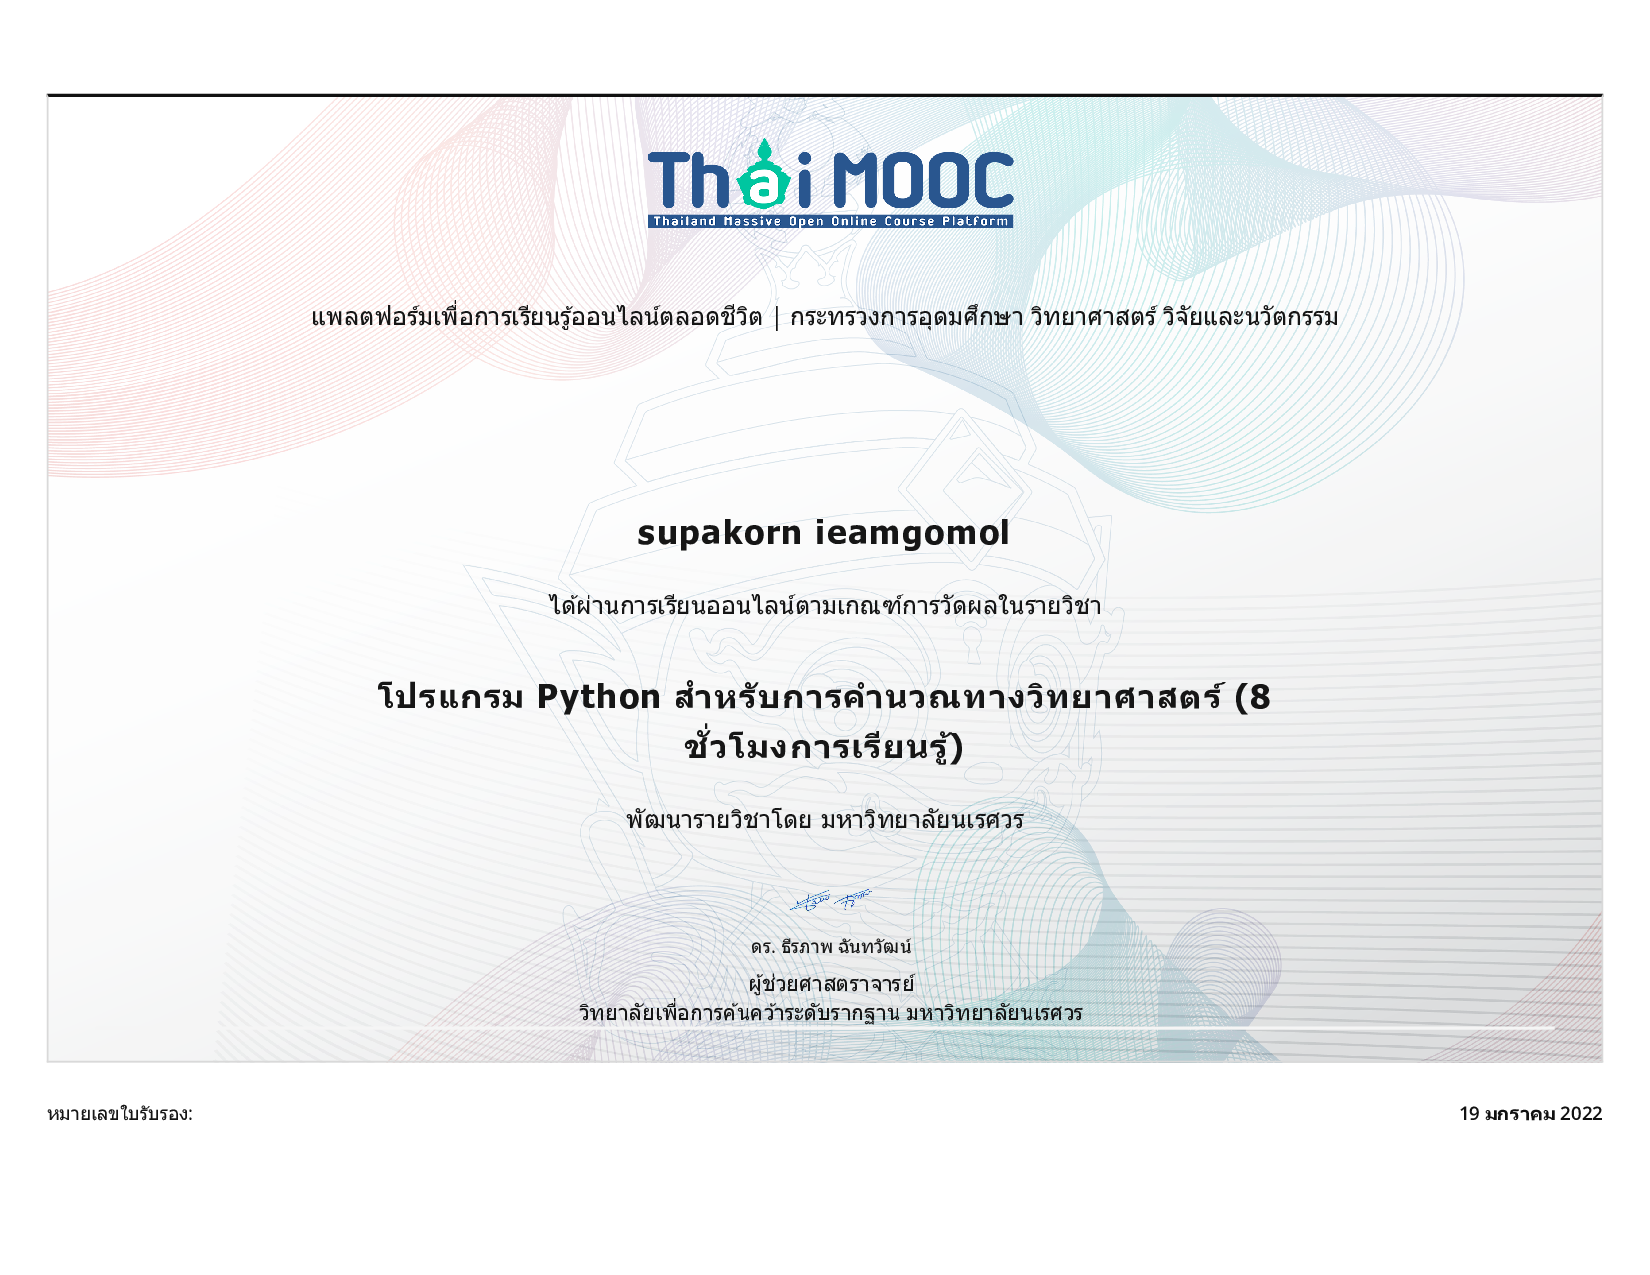 Thai MOOC
Thailand Massive Open Online Course Platform
แพลตฟอร์มเพื่อการเรียนรู้ออนไลน์ตลอดชีวิต | กระทรวงการอุดมศึกษา วิทยาศาสตร์ วิจัยและนวัตกรรม
supakorn ieamgomol
ได้ผ่านการเรียนออนไลน์ตามเกณฑ์การวัดผลในรายวิชา
โปรแกรม Python สำหรับการคำนวณทางวิทยาศาสตร์ (8
ชั่วโมงการเรียนรู้)
พัฒนารายวิชาโดย มหาวิทยาลัยนเรศวร
ดร. ธีรภาพ ฉันทวัฒน์
ผู้ช่วยศาสตราจารย์
วิทยาลัยเพื่อการค้นคว้าระดับรากฐาน มหาวิทยาลัยนเรศวร
หมายเลขใบรับรอง:
19 มกราคม 2022